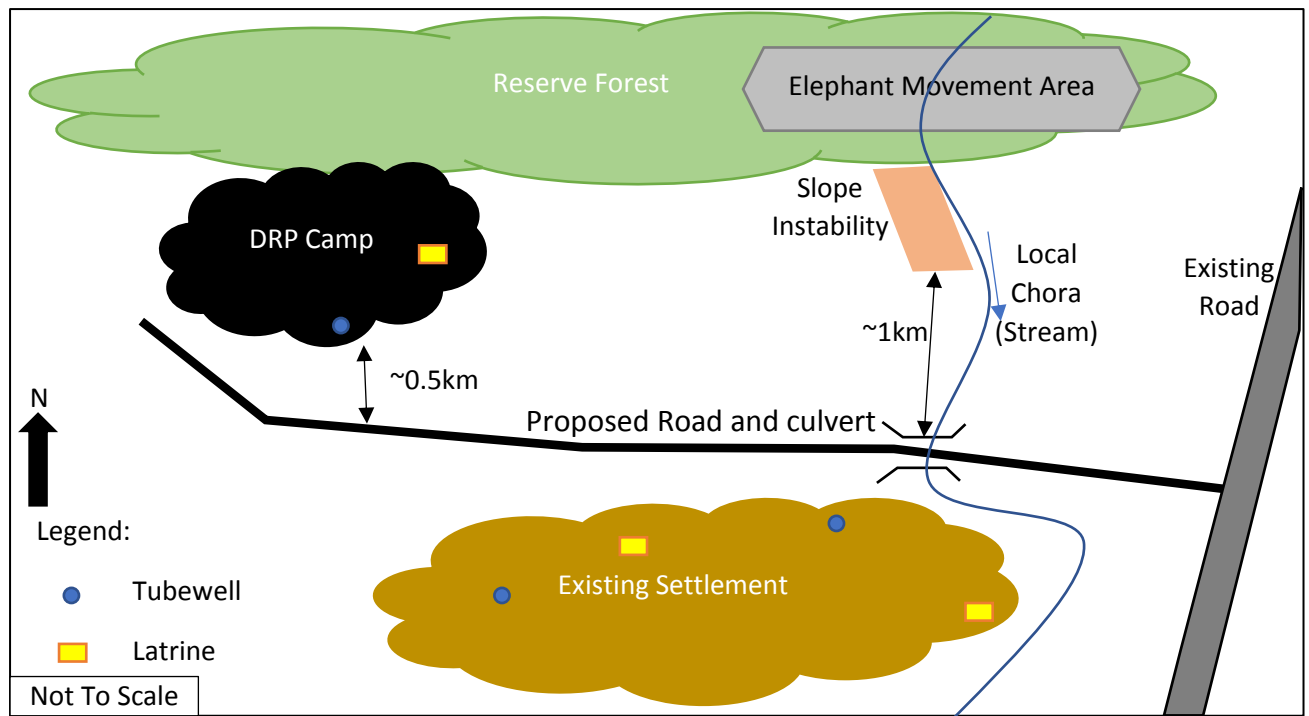 Reserve Forest
Elephant Movement Area
DRP Camp
Slope
Instability
Local
Chora
(Stream)
Existing
Road
~1km
~0.5km
N
Proposed Road and culvert
Legend:
Tubewell
Existing Settlement
Latrine
Not To Scale